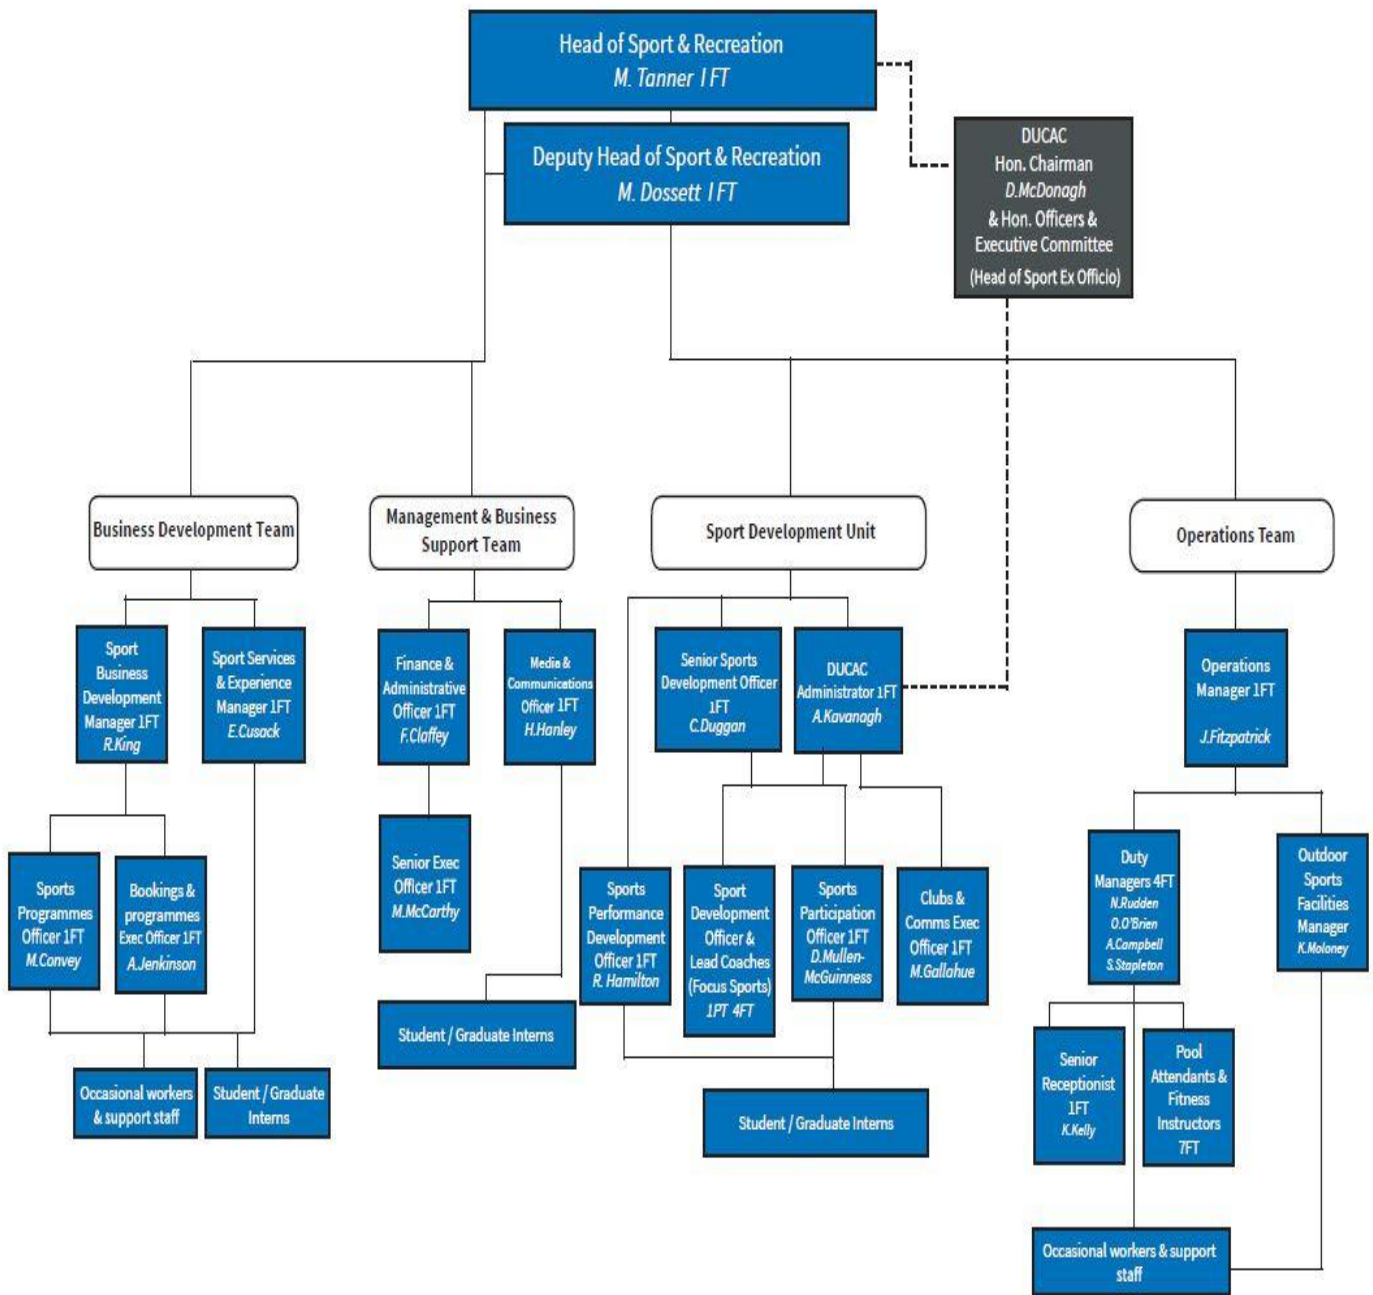 Head of Sport & Recreation
M. Tanner I FT
Deputy Head of Sport & Recreation
M. Dossett I FT
DUCAC
Hon. Chairman
D.McDonagh
& Hon. Officers &
Executive Committee
(Head of Sport Ex Officio)
Business Development Team
Management & Business
Support Team
Sport Development Unit
Operations Team
Sport
Business
Development
Manager 1FT
R.King
Sport Services
& Experience
Manager 1FT
E.Cusack
Finance &
Administrative
Officer 1FT
F.Claffey
Media &
Communications
Officer 1FT
H.Hanley
Senior Sports
Development Officer
1FT
C.Duggan
DUCAC
Administrator 1FT
A.Kavanagh
Operations
Manager 1FT
J.Fitzpatrick
Sports
Programmes
Officer 1FT
M.Convey
Bookings &
programmes
Exec Officer 1FT
A.Jenkinson
Senior Exec
Officer 1FT
M.McCarthy
Sports
Performance
Development
Officer 1FT
R. Hamilton
Sport
Development
Officer &
Lead Coaches
(Focus Sports)
1PT 4FT
Sports
Participation
Officer 1FT
D.Mullen-
McGuinness
Clubs &
Comms Exec
Officer 1FT
M.Gallahue
Duty
Managers 4FT
N.Rudden
O.O'Brien
A.Campbell
S.Stapleton
Outdoor
Sports
Facilities
Manager
K.Moloney
Student / Graduate Interns
Occasional workers
& support staff
Student / Graduate
Interns
Student / Graduate Interns
Senior
Receptionist
1FT
K.Kelly
Pool
Attendants &
Fitness
Instructors
7FT
Occasional workers & support
staff